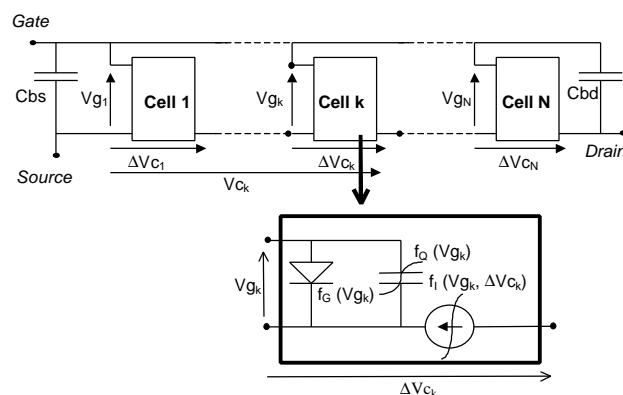 Gate
Cbs
Vg1
Cell 1
Vgk
Cell k
VgN
Cell N
Cbd
ΔVc1
ΔVck
ΔVcN
Drain
Source
Vck
fQ (Vgk)
Vgk
fG (Vgk)
fI (Vgk, ΔVck)
ΔVck